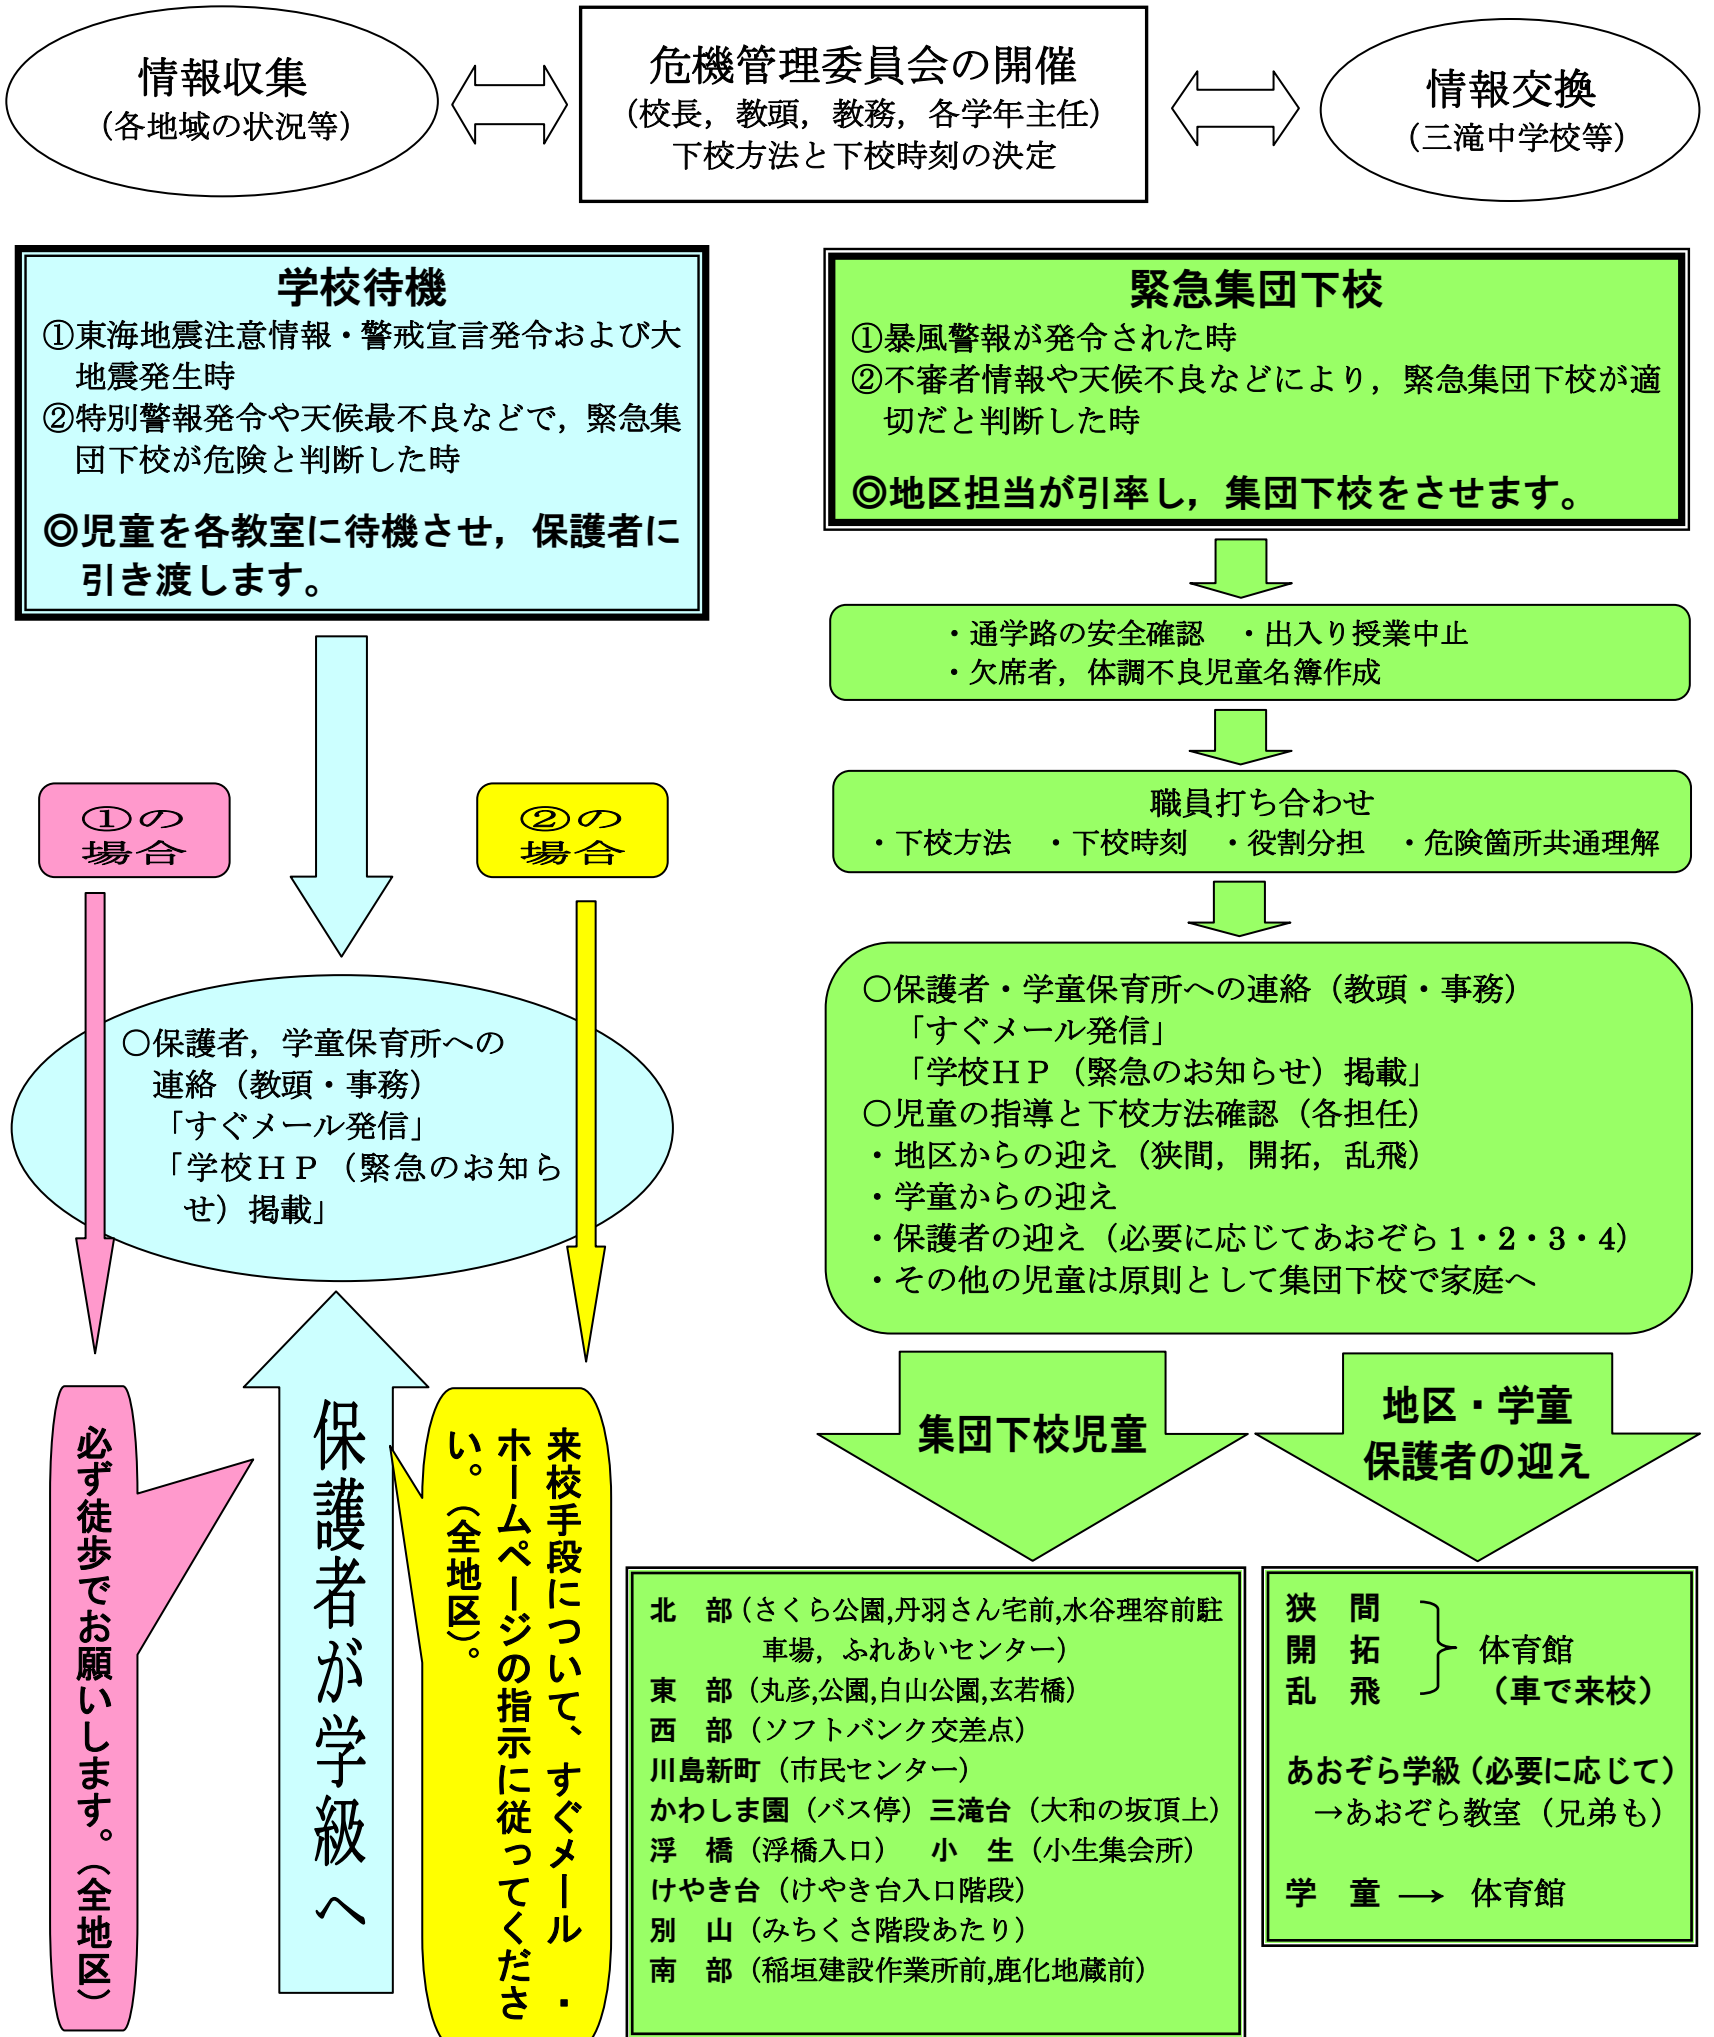 情報収集
（各地域の状況等）
危機管理委員会の開催
（校長，教頭，教務，各学年主任）
下校方法と下校時刻の決定
情報交換
（三滝中学校等）
学校待機
①東海地震注意情報・警戒宣言発令および大
地震発生時
②特別警報発令や天候最不良などで，緊急集
団下校が危険と判断した時
◎児童を各教室に待機させ，保護者に
引き渡します。
①の
場合
②の
場合
〇保護者，学童保育所への
連絡（教頭・事務）
「すぐメール発信」
「学校ＨＰ（緊急のお知ら
せ）掲載」
必ず徒歩でお願いします。（全地区）
保護者が学級へ
来校手段について、すぐメール・
ホームページの指示に従ってくださ
い。（全地区）。
緊急集団下校
①暴風警報が発令された時
②不審者情報や天候不良などにより，緊急集団下校が適
切だと判断した時
◎地区担当が引率し，集団下校をさせます。
・通学路の安全確認　・出入り授業中止
・欠席者，体調不良児童名簿作成
職員打ち合わせ
・下校方法　・下校時刻　・役割分担　・危険箇所共通理解
〇保護者・学童保育所への連絡（教頭・事務）
「すぐメール発信」
「学校ＨＰ（緊急のお知らせ）掲載」
〇児童の指導と下校方法確認（各担任）
・地区からの迎え（狭間，開拓，乱飛）
・学童からの迎え
・保護者の迎え（必要に応じてあおぞら 1・2・3・4）
・その他の児童は原則として集団下校で家庭へ
集団下校児童
地区・学童
保護者の迎え
北　部（さくら公園,丹羽さん宅前,水谷理容前駐
車場，ふれあいセンター）
東　部（丸彦,公園,白山公園,玄若橋）
西　部（ソフトバンク交差点）
川島新町（市民センター）
かわしま園（バス停）三滝台（大和の坂頂上）
浮　橋（浮橋入口）　小　生（小生集会所）
けやき台（けやき台入口階段）
別　山（みちくさ階段あたり）
南　部（稲垣建設作業所前,鹿化地蔵前）
狭　間
開　拓　体育館
乱　飛　（車で来校）
あおぞら学級（必要に応じて）
→あおぞら教室（兄弟も）
学　童 → 体育館